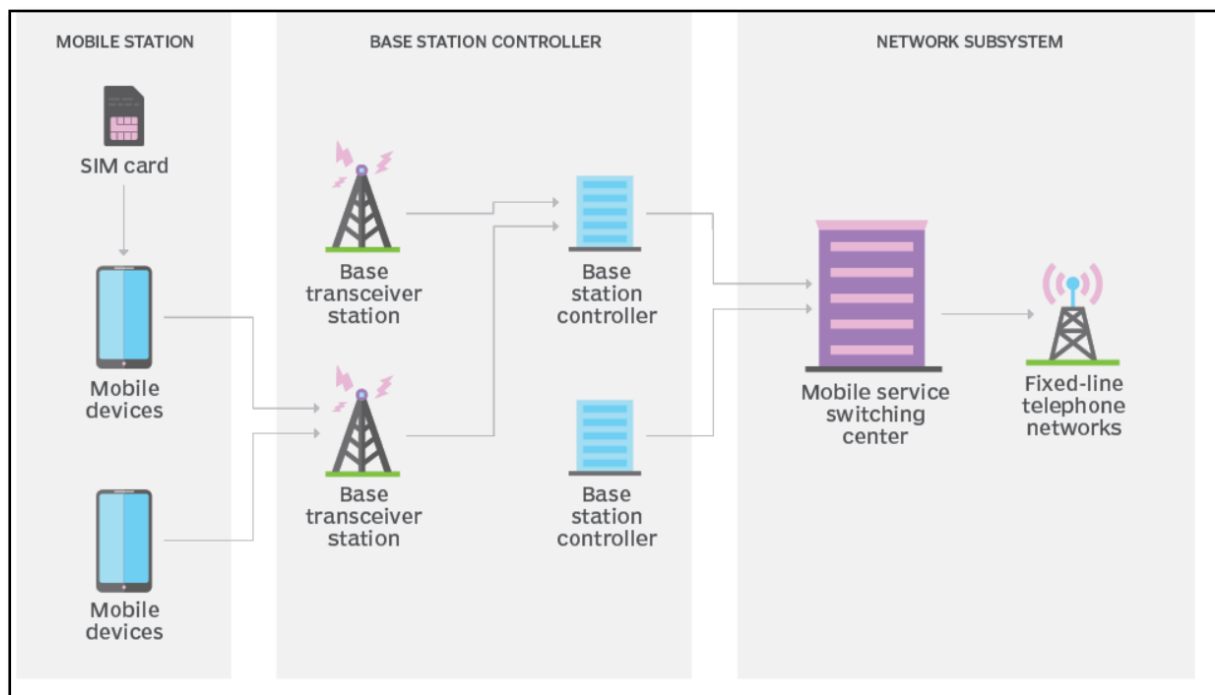 MOBILE STATION
BASE STATION CONTROLLER
NETWORK SUBSYSTEM
SIM card
Mobile
devices
Mobile
devices
Base
transceiver
station
Base
transceiver
station
Base
station
controller
Base
station
controller
Mobile service
switching
center
Fixed-line
telephone
networks